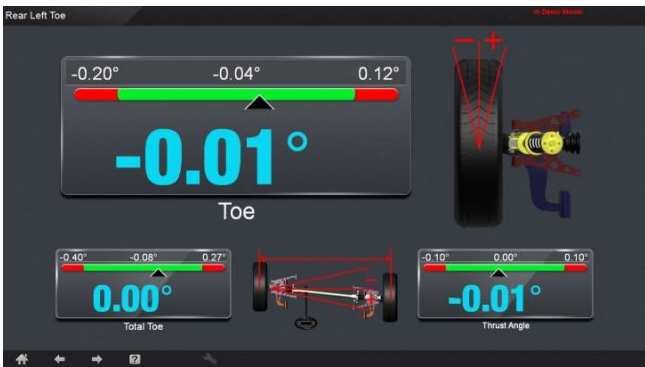 Rear Left Toe
In Demo Mode!
-0.20° -0.04° 0.12°
-0.01°
Toe
-0.40° -0.08° 0.27°
0.00°
Total Toe
-0.10° 0.00° 0.10°
-0.01°
Thrust Angle